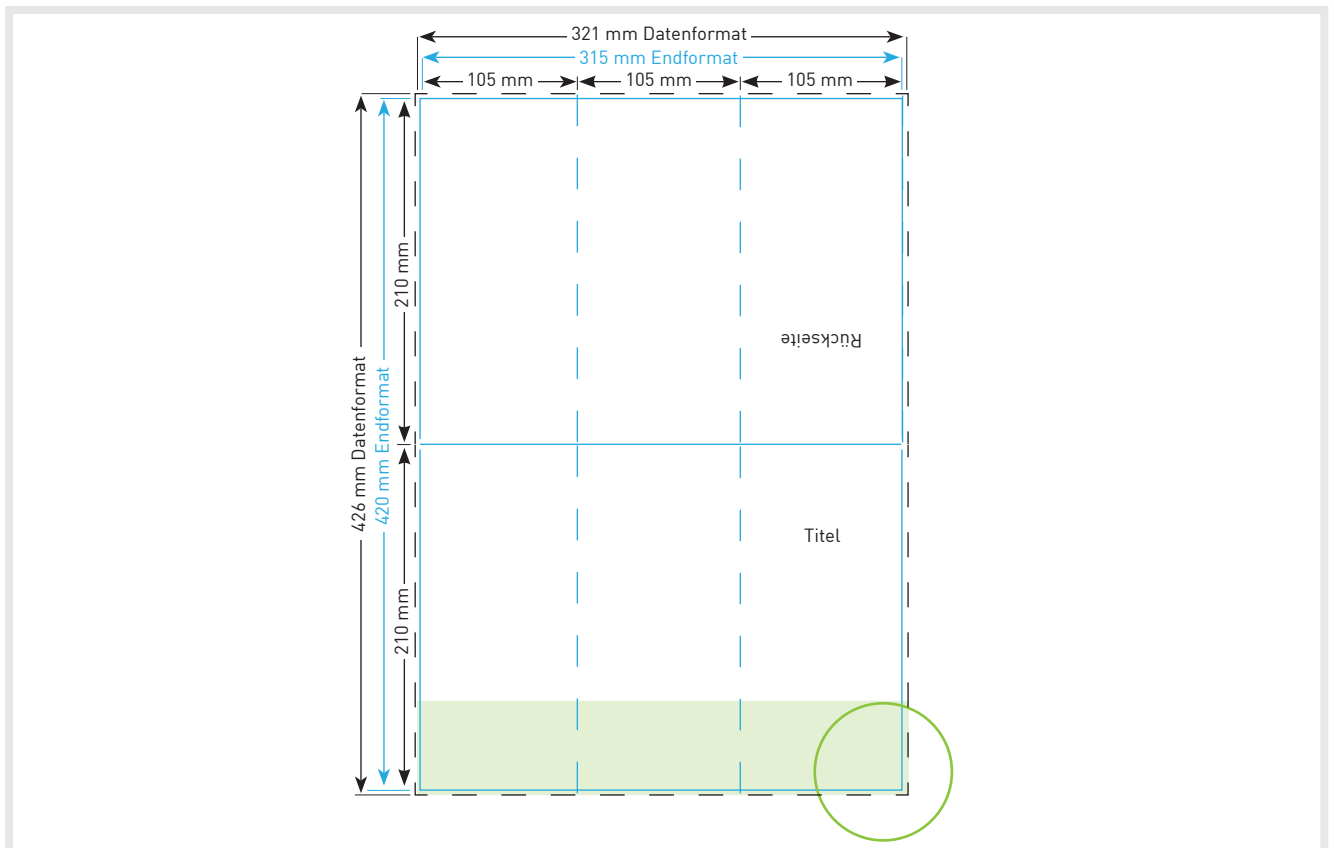 321 mm Datenformat
315 mm Endformat
105 mm
105 mm
105 mm
426 mm Datenformat
420 mm Endformat
210 mm
210 mm
Rückseite
Titel